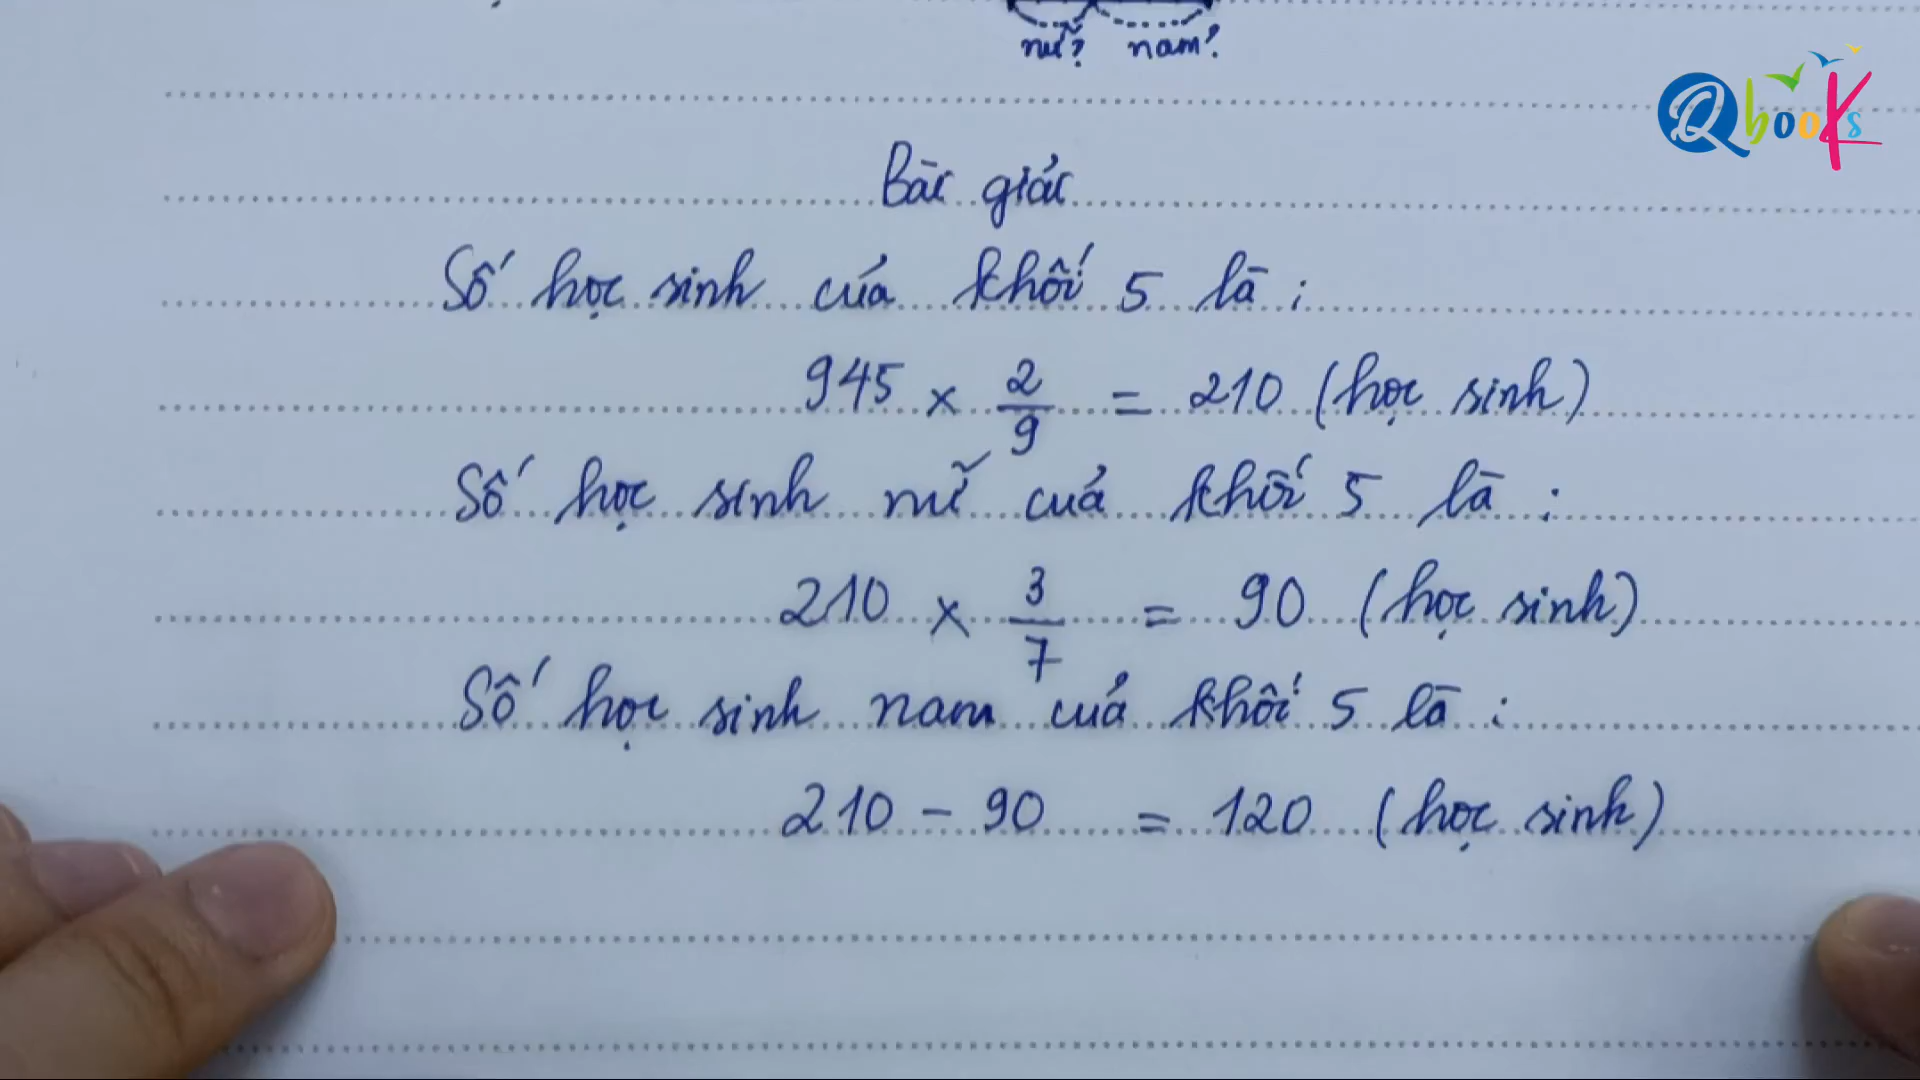 nữ? nam?
Qbooks
Bài giải
Số học sinh của khối 5 là :
945 × 2/9 = 210 (học sinh)
Số học sinh nữ của khối 5 là :
210 × 3/7 = 90 (học sinh)
Số học sinh nam của khối 5 là :
210 - 90 = 120 (học sinh)